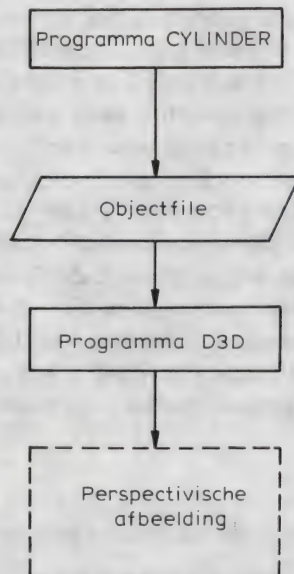 Programma CYLINDER
Objectfile
Programma D3D
Perspectivische
afbeelding